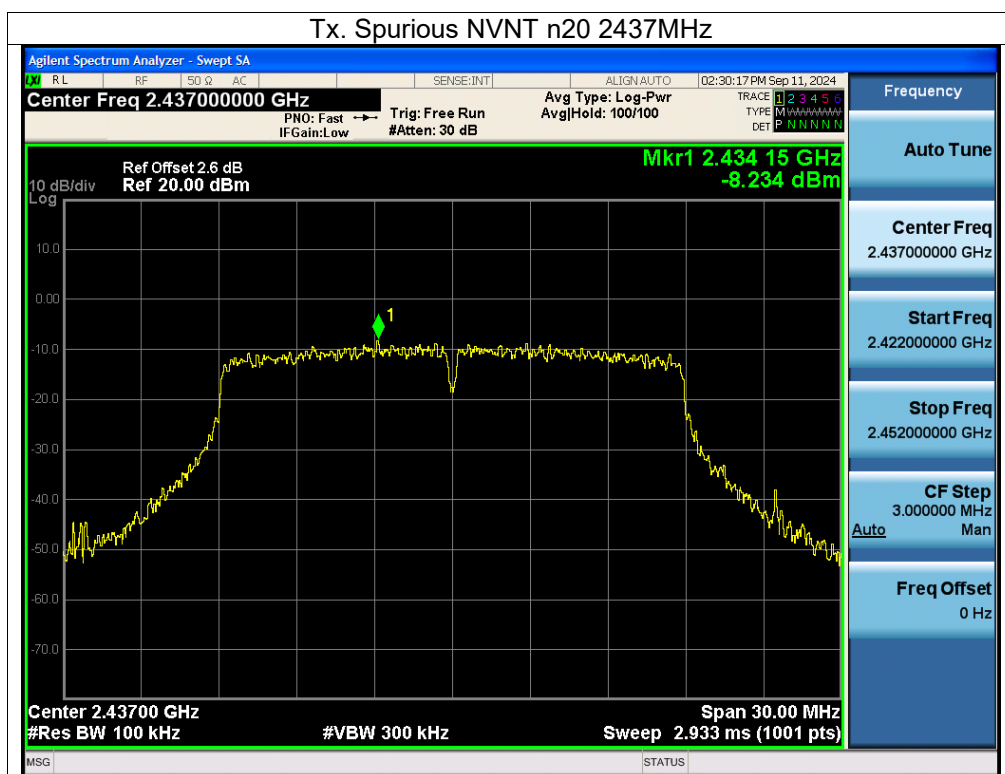 Tx. Spurious NVNT n20 2437MHz
Agilent Spectrum Analyzer - Swept SA
LXI RL RF 50 Ω AC SENSE:INT ALIGN AUTO 02:30:17 PM Sep 11, 2024
Center Freq 2.437000000 GHz
PNO: Fast
IFGain:Low
Trig: Free Run
#Atten: 30 dB
Avg Type: Log-Pwr
Avg|Hold: 100/100
TRACE 1 2 3 4 5 6
TYPE M
DET P N N N N N
Mkr1 2.434 15 GHz
-8.234 dBm
Ref Offset 2.6 dB
10 dB/div Ref 20.00 dBm
Log
10.0
0.00
-10.0
-20.0
-30.0
-40.0
-50.0
-60.0
-70.0
1
Center 2.43700 GHz Span 30.00 MHz
#Res BW 100 kHz #VBW 300 kHz Sweep 2.933 ms (1001 pts)
MSG STATUS
Frequency
Auto Tune
Center Freq
2.437000000 GHz
Start Freq
2.422000000 GHz
Stop Freq
2.452000000 GHz
CF Step
3.000000 MHz
Auto Man
Freq Offset
0 Hz